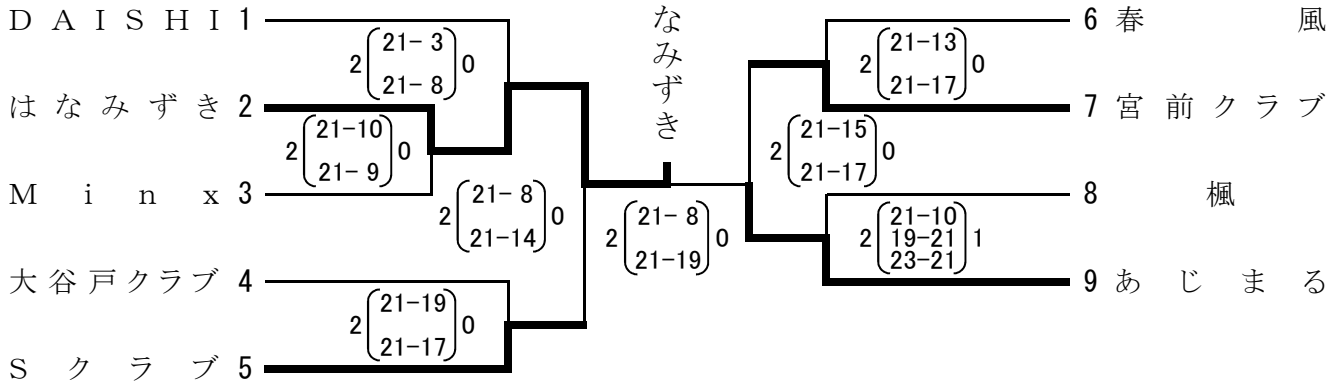 DAISHI 1
2 21-3 0
21-8
はなみずき 2
2 21-10 0
21-9
Minx 3
2 21-8 0
21-14
大谷戸クラブ 4
2 21-19 0
21-17
Sクラブ 5
なみずき
2 21-8 0
21-19
6 春風
2 21-13 0
21-17
7 宮前クラブ
2 21-15 0
21-17
8 楓
21-10
2 19-21 1
23-21
9 あじまる